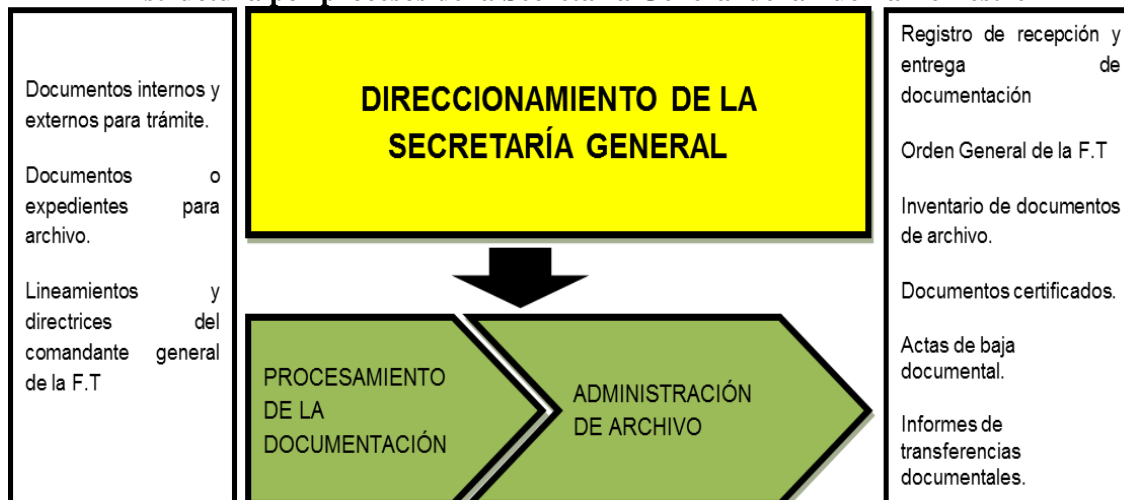 Documentos internos y
externos para trámite.
Documentos o
expedientes para
archivo.
Lineamientos y
directrices del
comandante general
de la F.T
DIRECCIONAMIENTO DE LA
SECRETARÍA GENERAL
PROCESAMIENTO
DE LA
DOCUMENTACIÓN
ADMINISTRACIÓN
DE ARCHIVO
Registro de recepción y
entrega de
documentación
Orden General de la F.T
Inventario de documentos
de archivo.
Documentos certificados.
Actas de baja
documental.
Informes de
transferencias
documentales.